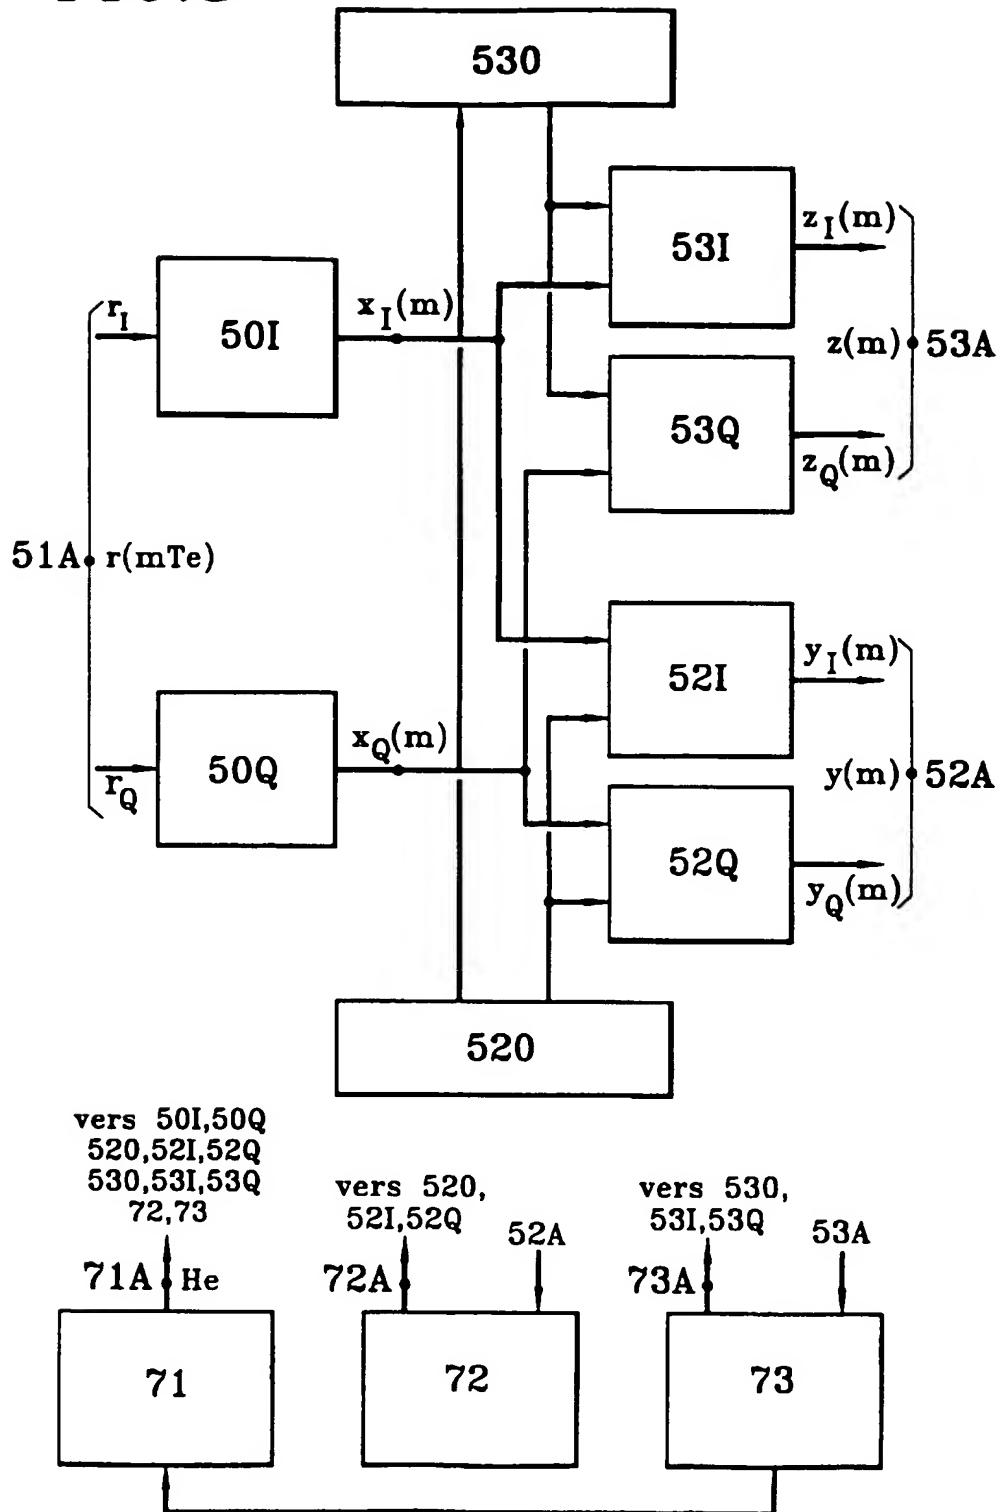 530
53I
z_I(m)
r_I
50I
x_I(m)
z(m) 53A
53Q
z_Q(m)
51A r(mTe)
52I
y_I(m)
r_Q
50Q
x_Q(m)
y(m) 52A
52Q
y_Q(m)
520
vers 50I,50Q
520,52I,52Q
530,53I,53Q
72,73
71A He
71
vers 520,
52I,52Q
52A
72A
72
vers 530,
53I,53Q
53A
73A
73